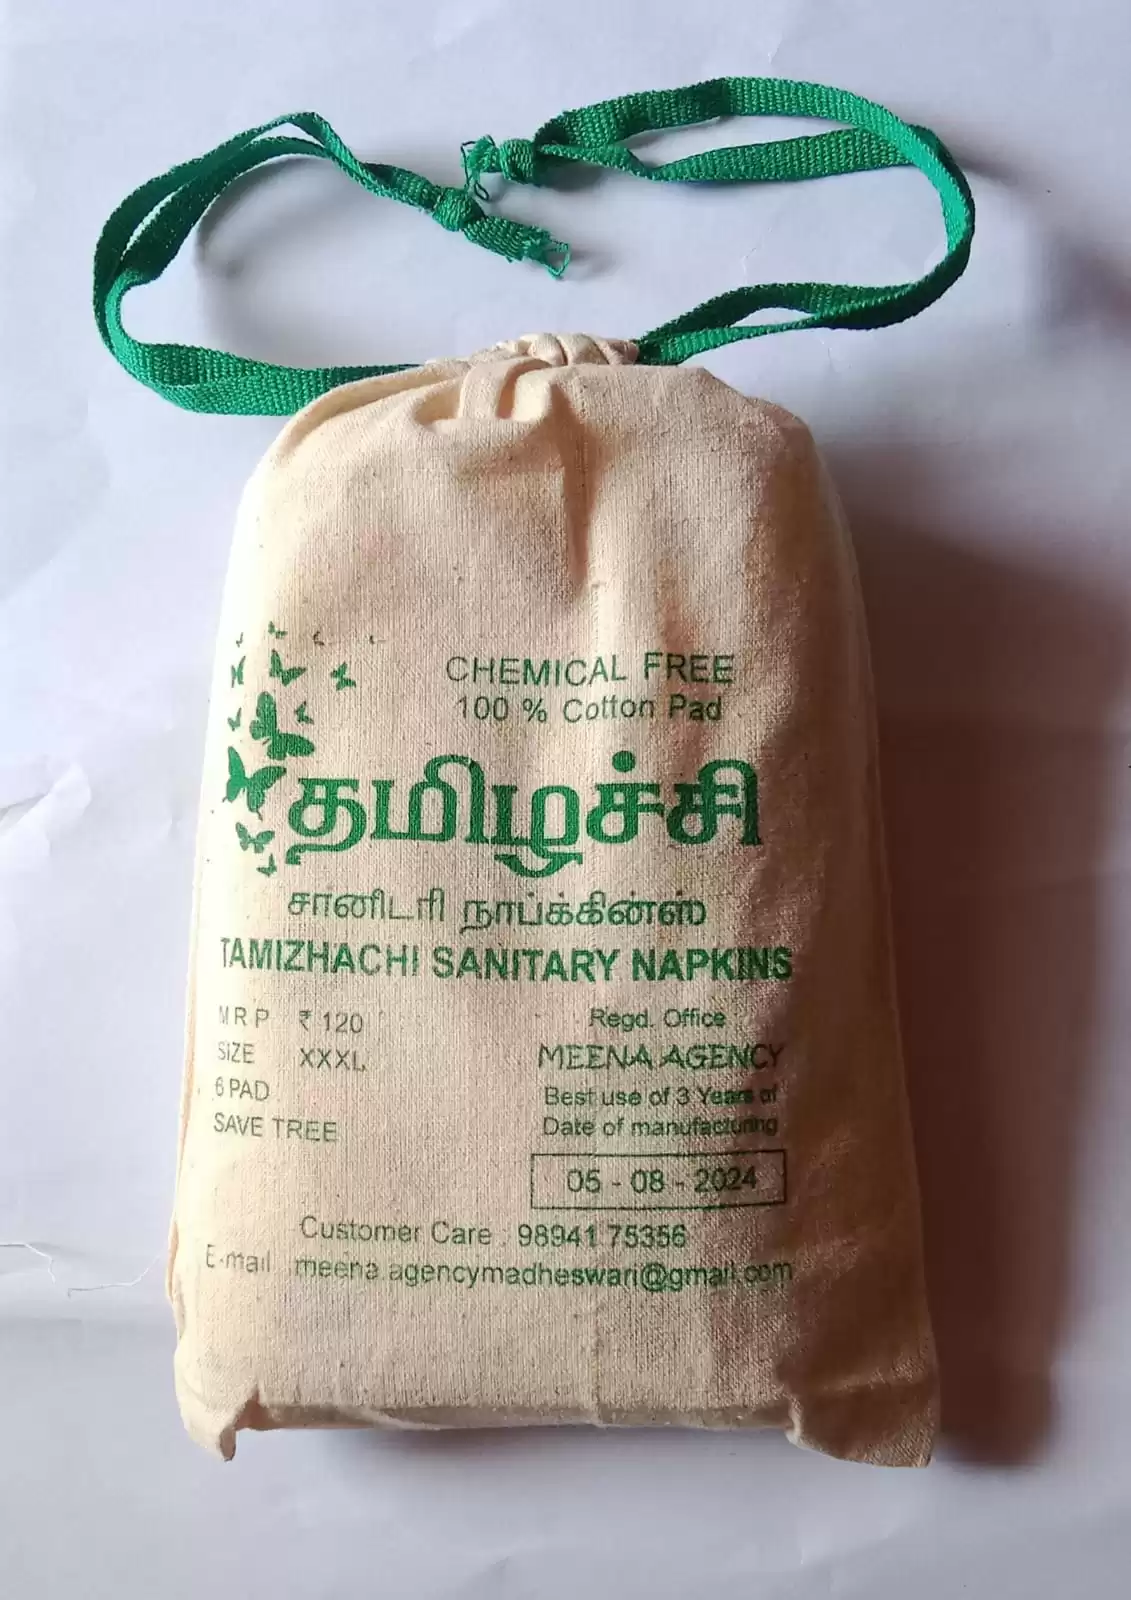 CHEMICAL FREE
100 % Cotton Pad
தமிழச்சி
சானிடரி நாப்க்கின்ஸ்
TAMIZHACHI SANITARY NAPKINS
MRP ₹ 120
SIZE XXXL
6 PAD
SAVE TREE
Regd. Office
MEENA AGENCY
Best use of 3 Years of
Date of manufacturing
05 - 08 - 2024
Customer Care : 98941 75356
E-mail meena.agencymadheswari@gmail.com